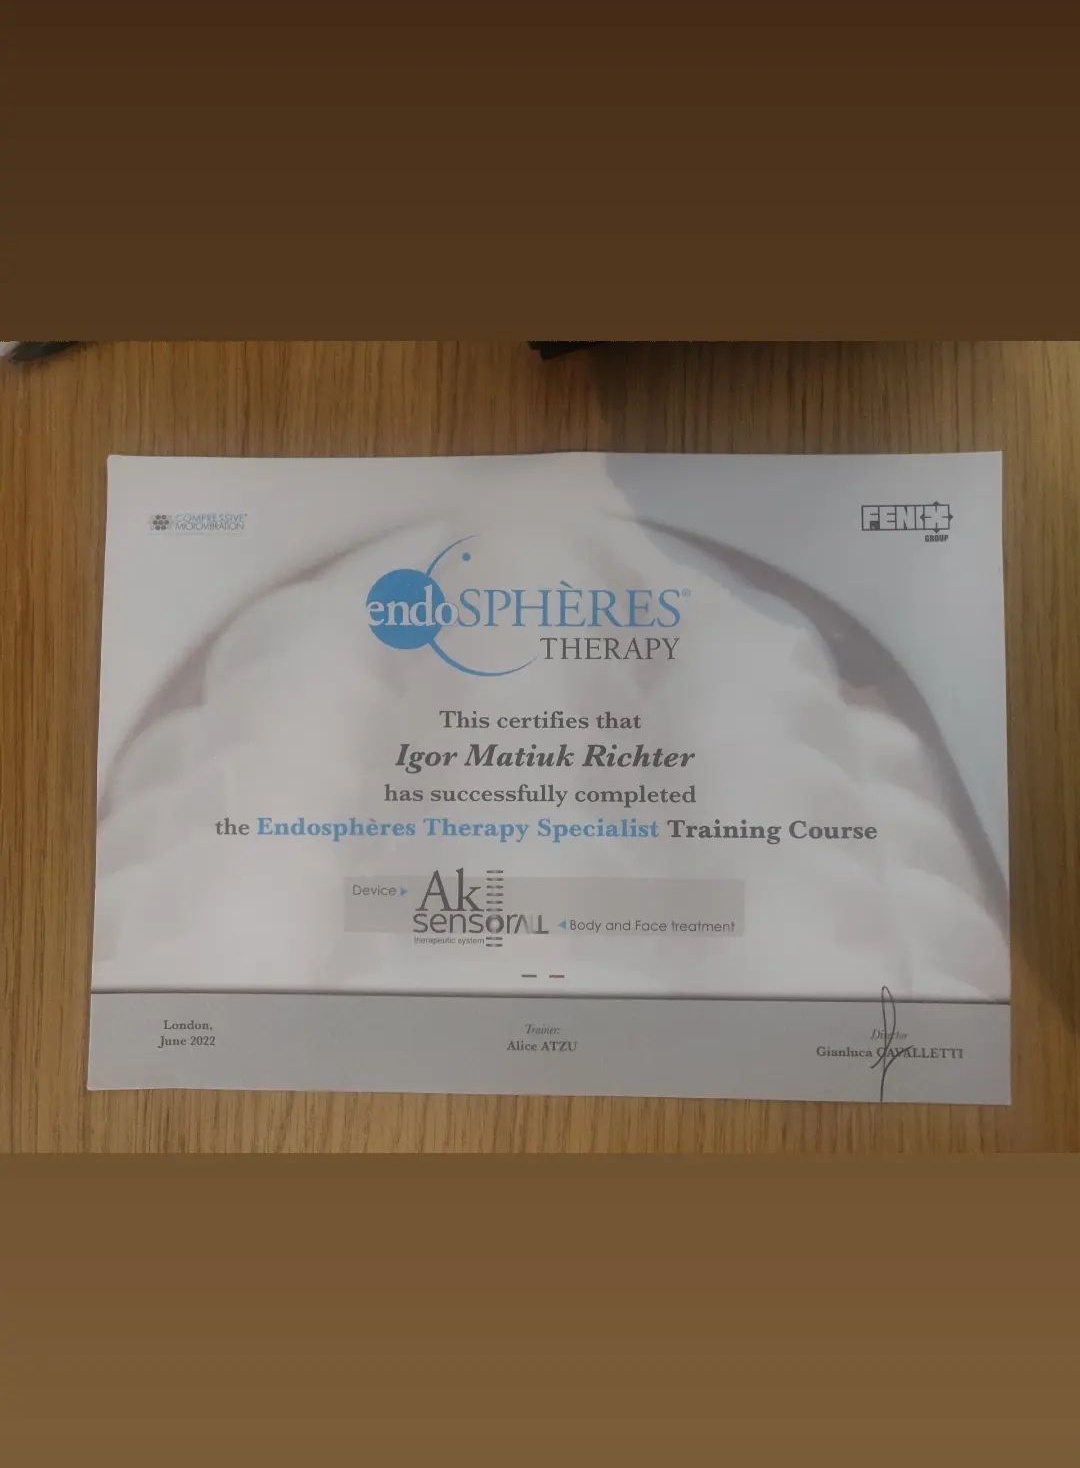 COMPRESSIVE
MICROVIBRATION
FENIX
GROUP
endoSPHÈRES®
THERAPY
This certifies that
Igor Matiuk Richter
has successfully completed
the Endosphères Therapy Specialist Training Course
Device
Ak
sensorALL
therapeutic system
Body and Face treatment
London,
June 2022
Trainer:
Alice ATZU
Director
Gianluca CAVALLETTI